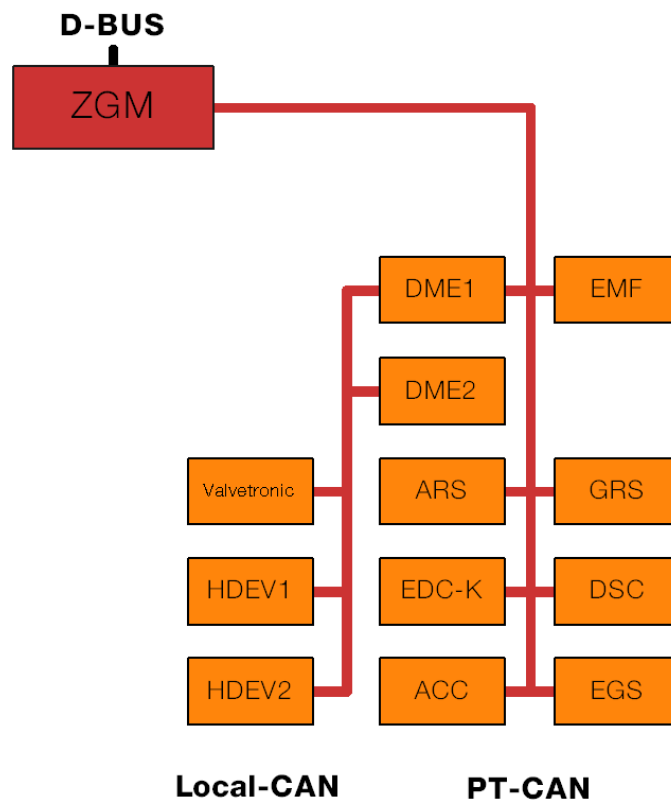 D-BUS
ZGM
DME1
EMF
DME2
Valvetronic
ARS
GRS
HDEV1
EDC-K
DSC
HDEV2
ACC
EGS
Local-CAN
PT-CAN